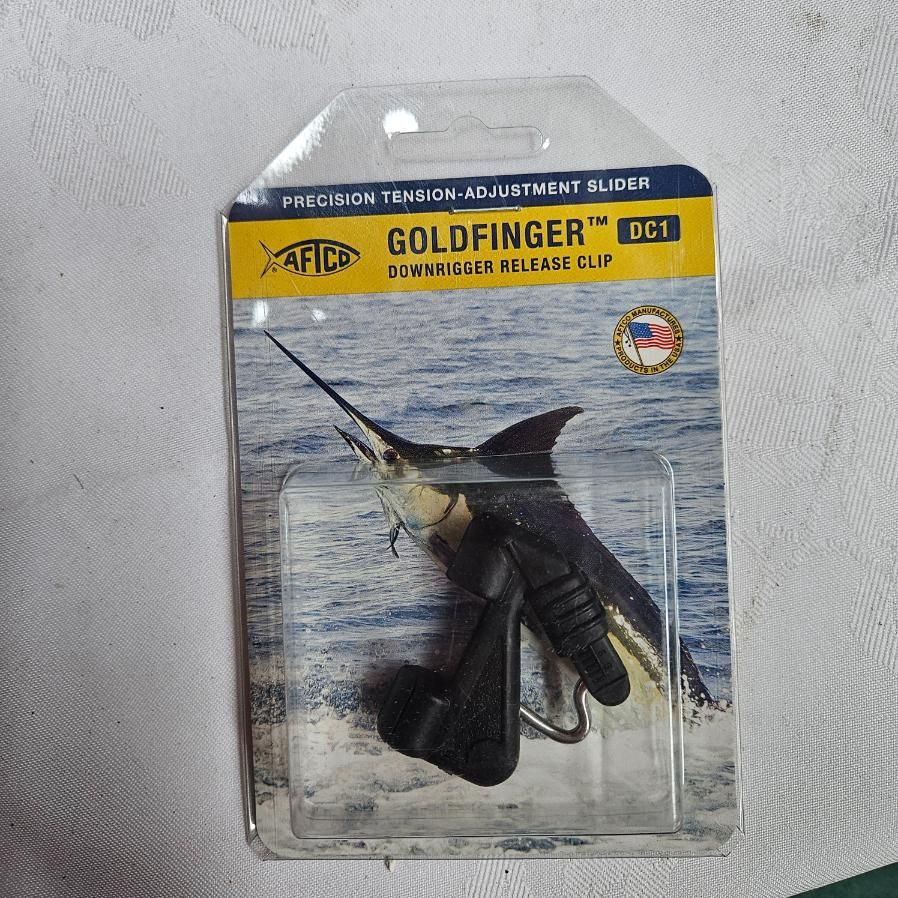 PRECISION TENSION-ADJUSTMENT SLIDER
AFTCO
®
GOLDFINGER™
DC1
DOWNRIGGER RELEASE CLIP
AFTCO MANUFACTURES
PRODUCTS IN THE USA